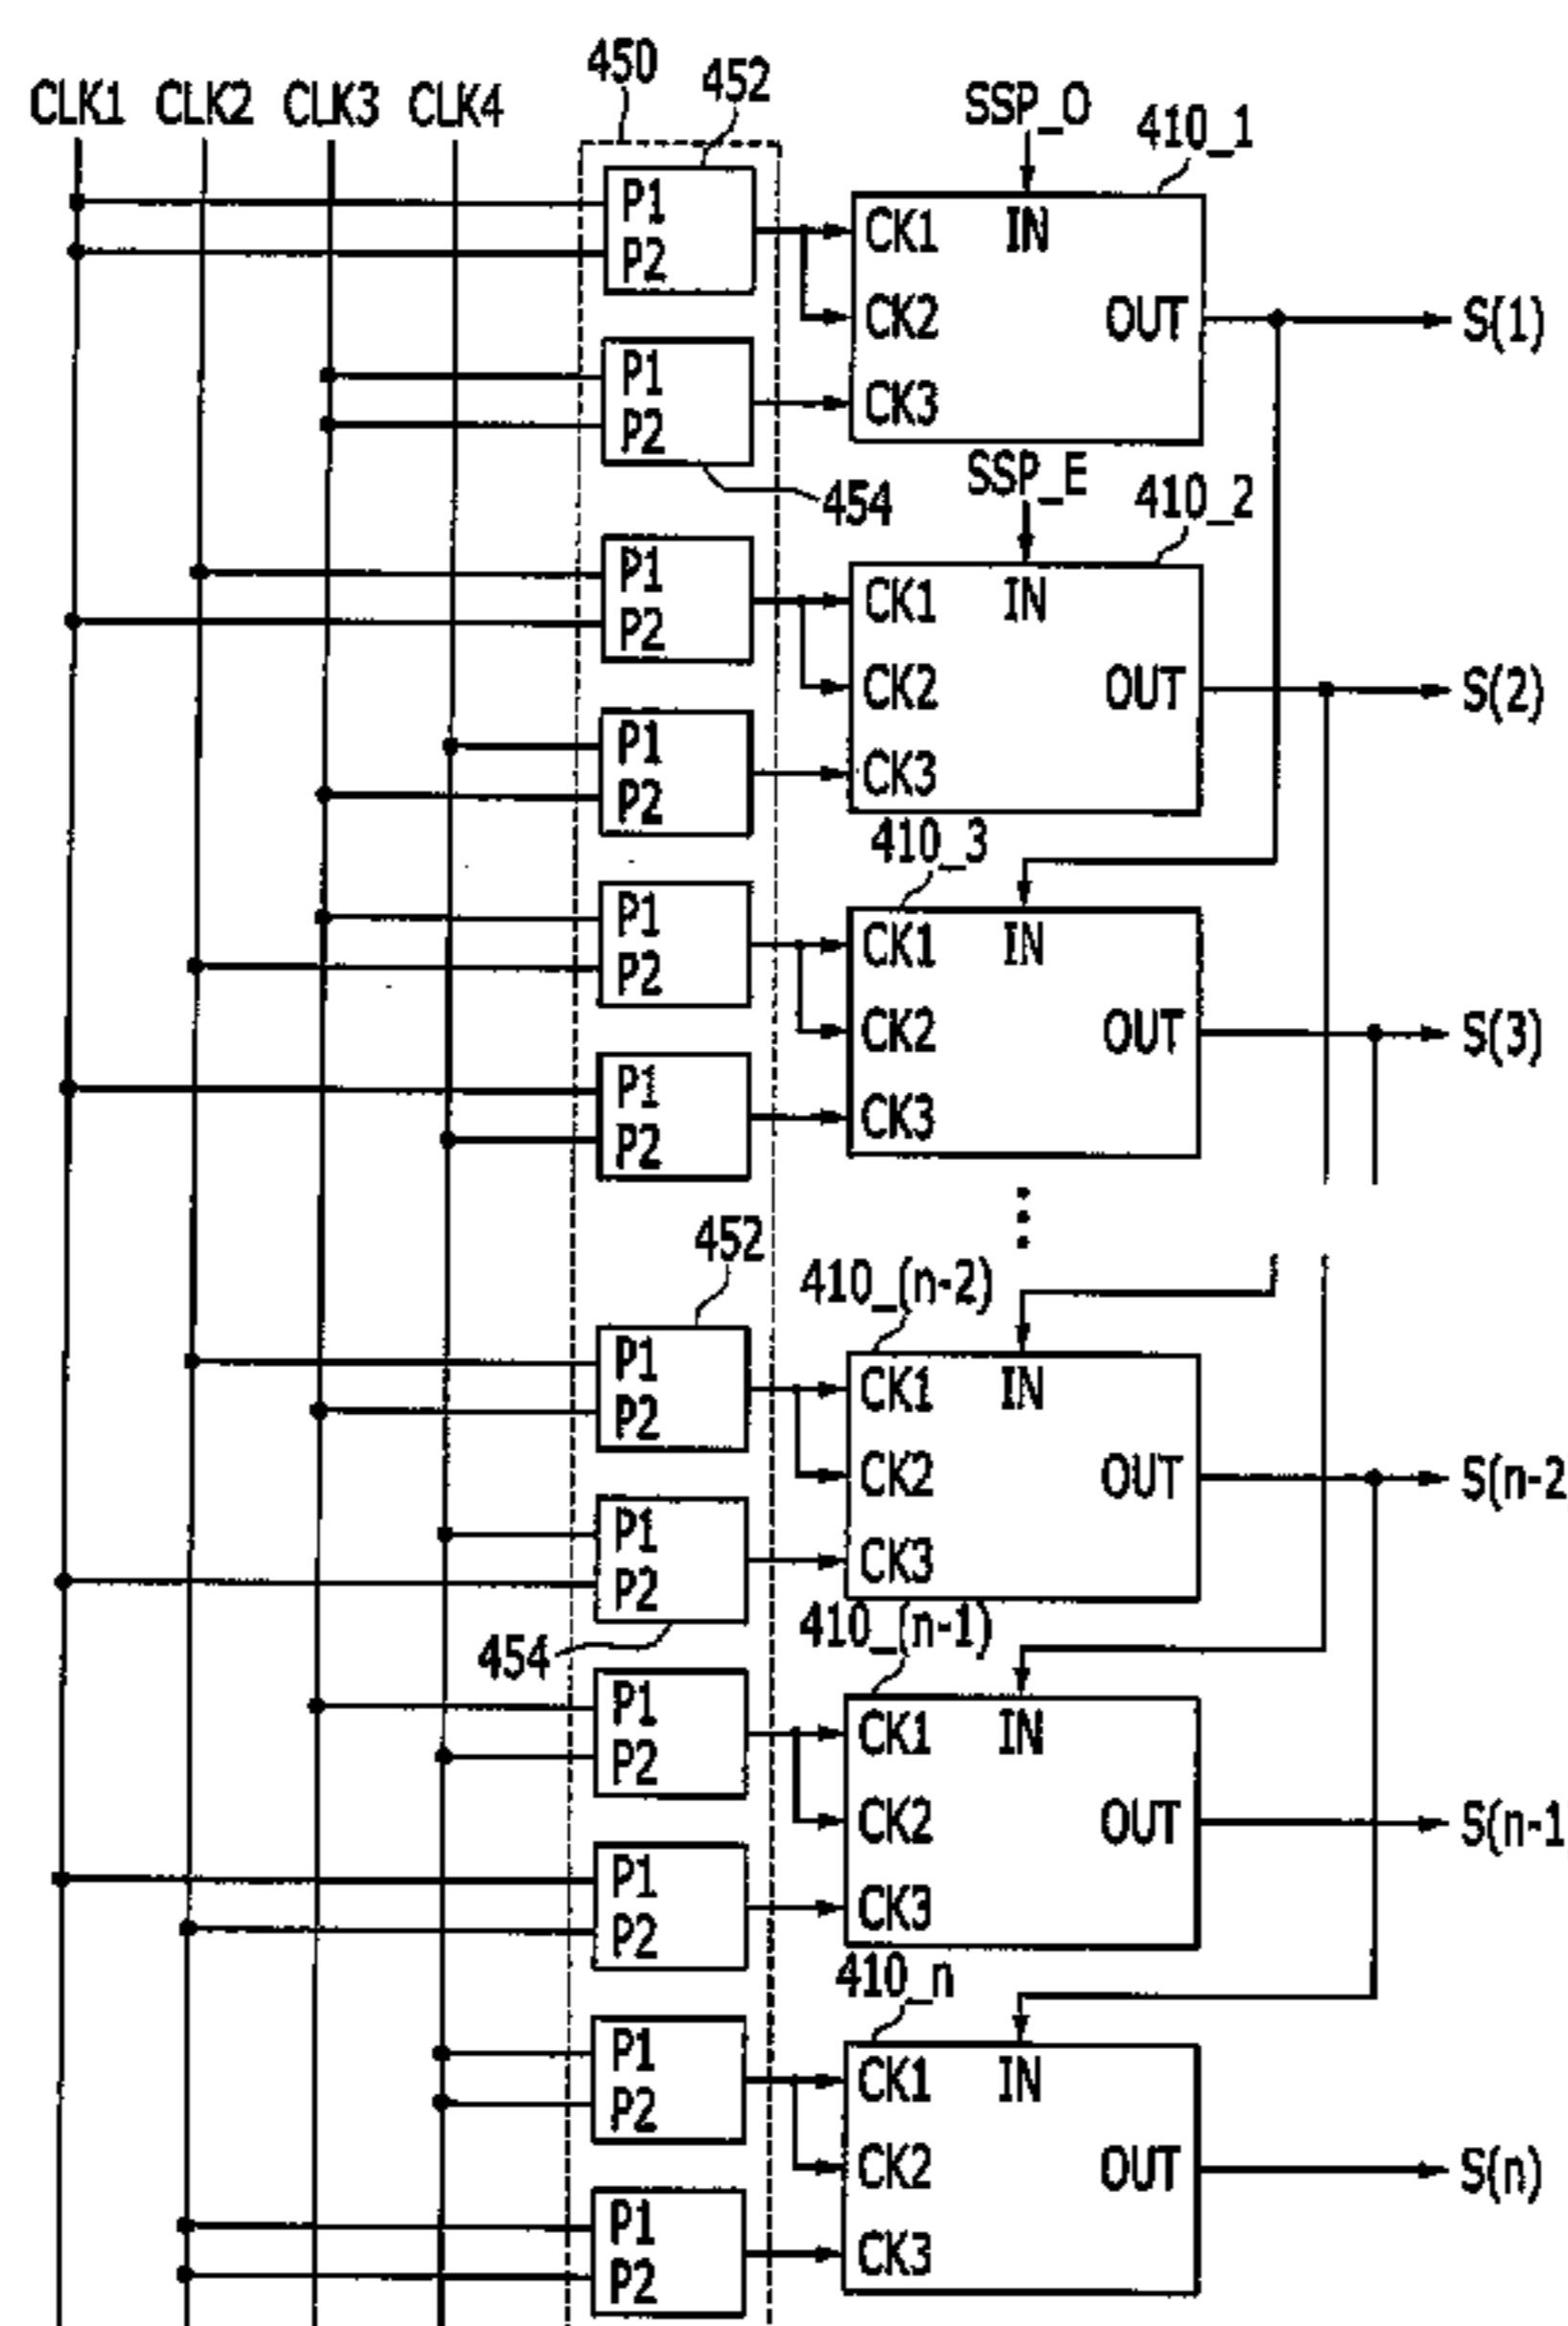 450
452
CLK1 CLK2 CLK3 CLK4
SSP_O
410_1
P1
P2
CK1 IN
CK2 OUT
CK3
S(1)
P1
P2
454
SSP_E
410_2
P1
P2
CK1 IN
CK2 OUT
CK3
S(2)
P1
P2
410_3
P1
P2
CK1 IN
CK2 OUT
CK3
S(3)
P1
P2
452
410_(n-2)
P1
P2
CK1 IN
CK2 OUT
CK3
S(n-2
P1
P2
454
410_(n-1)
P1
P2
CK1 IN
CK2 OUT
CK3
S(n-1
P1
P2
410_n
P1
P2
CK1 IN
CK2 OUT
CK3
S(n)
P1
P2